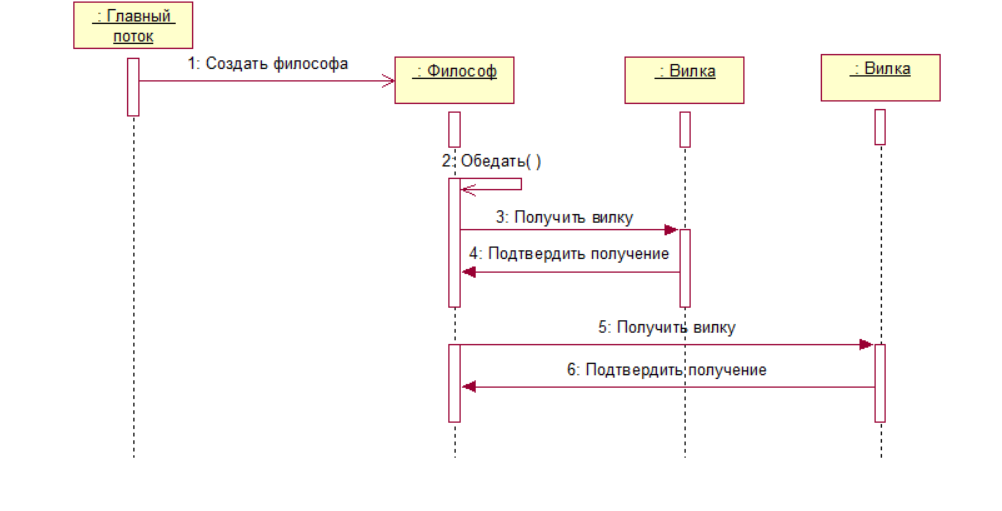 : Главный
поток
1: Создать философа
: Философ
: Вилка
: Вилка
2: Обедать( )
3: Получить вилку
4: Подтвердить получение
5: Получить вилку
6: Подтвердить получение